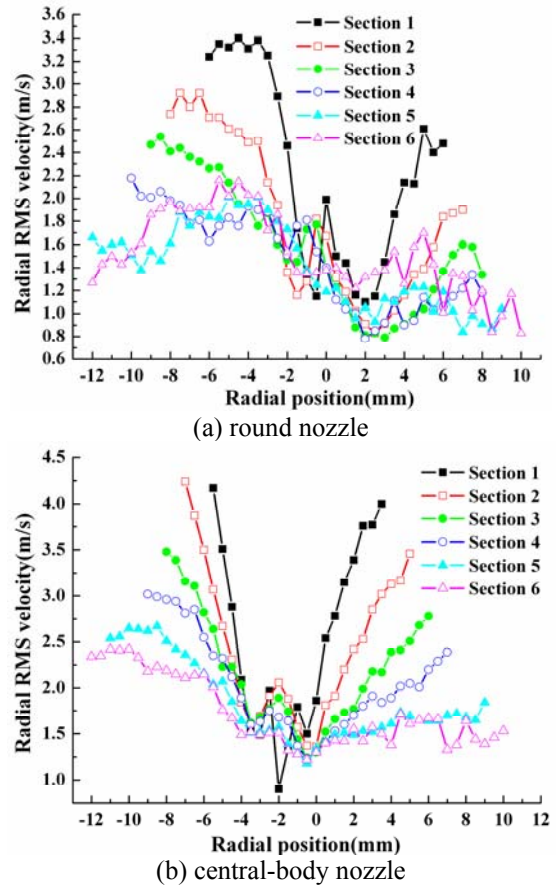 3.6
3.4
3.2
3.0
2.8
2.6
2.4
2.2
2.0
1.8
1.6
1.4
1.2
1.0
0.8
0.6
Radial RMS velocity(m/s)
Section 1
Section 2
Section 3
Section 4
Section 5
Section 6
-12 -10 -8 -6 -4 -2 0 2 4 6 8 10
Radial position(mm)
(a) round nozzle
4.5
4.0
3.5
3.0
2.5
2.0
1.5
1.0
Radial RMS velocity(m/s)
Section 1
Section 2
Section 3
Section 4
Section 5
Section 6
-12 -10 -8 -6 -4 -2 0 2 4 6 8 10
Radial position(mm)
(b) central-body nozzle